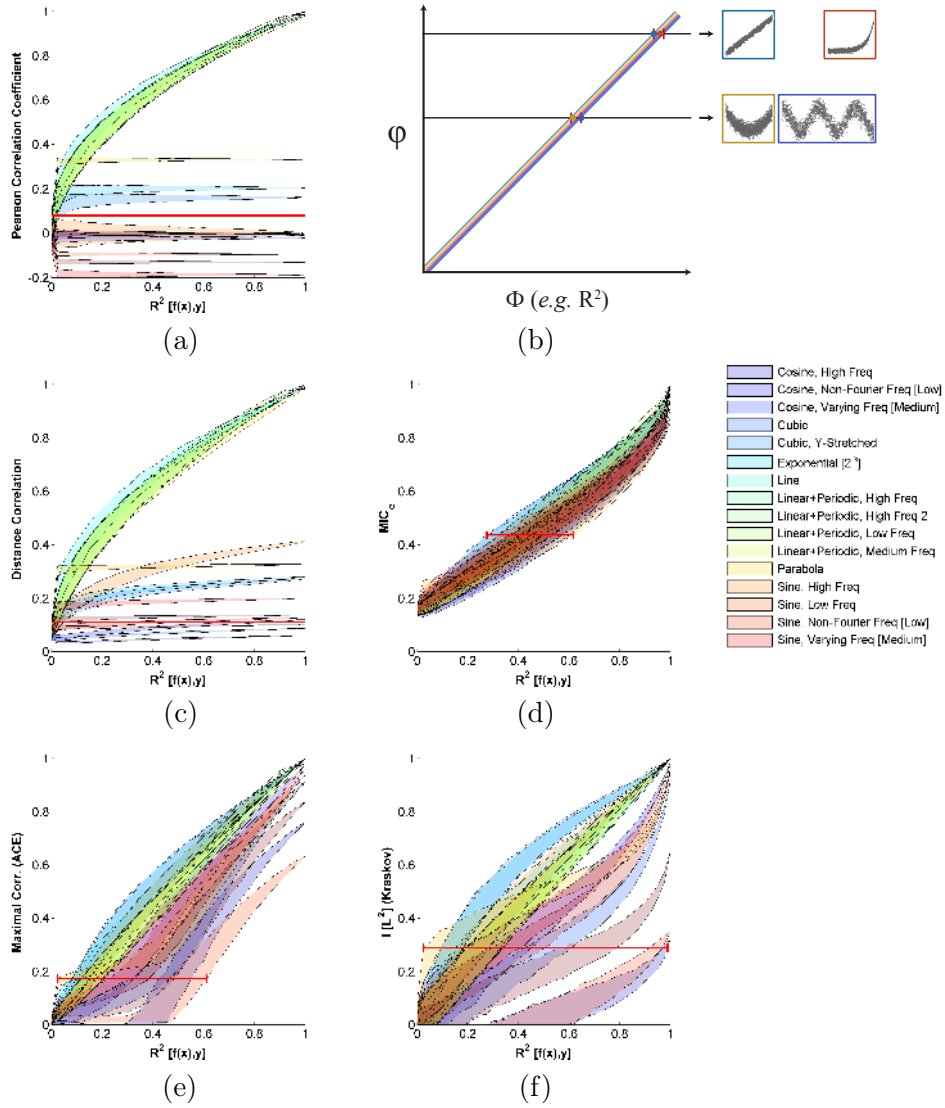 1
0.8
0.6
0.4
0.2
0
-0.2
Pearson Correlation Coefficient
0.2
0.4
0.6
0.8
1
R² [f(x),y]
(a)
φ
Φ (e.g. R²)
(b)
1
0.8
0.6
0.4
0.2
0
Distance Correlation
0
0.2
0.4
0.6
0.8
1
R² [f(x),y]
(c)
1
0.8
0.6
0.4
0.2
0
MIC_e
0
0.2
0.4
0.6
0.8
1
R² [f(x),y]
(d)
Cosine, High Freq
Cosine, Non-Fourier Freq [Low]
Cosine, Varying Freq [Medium]
Cubic
Cubic, Y-Stretched
Exponential [2^x]
Line
Linear+Periodic, High Freq
Linear+Periodic, High Freq 2
Linear+Periodic, Low Freq
Linear+Periodic, Medium Freq
Parabola
Sine, High Freq
Sine, Low Freq
Sine, Non-Fourier Freq [Low]
Sine, Varying Freq [Medium]
1
0.8
0.6
0.4
0.2
0
Maximal Corr. (ACE)
0
0.2
0.4
0.6
0.8
1
R² [f(x),y]
(e)
1
0.8
0.6
0.4
0.2
0
I [L²] (Kraskov)
0
0.2
0.4
0.6
0.8
1
R² [f(x),y]
(f)